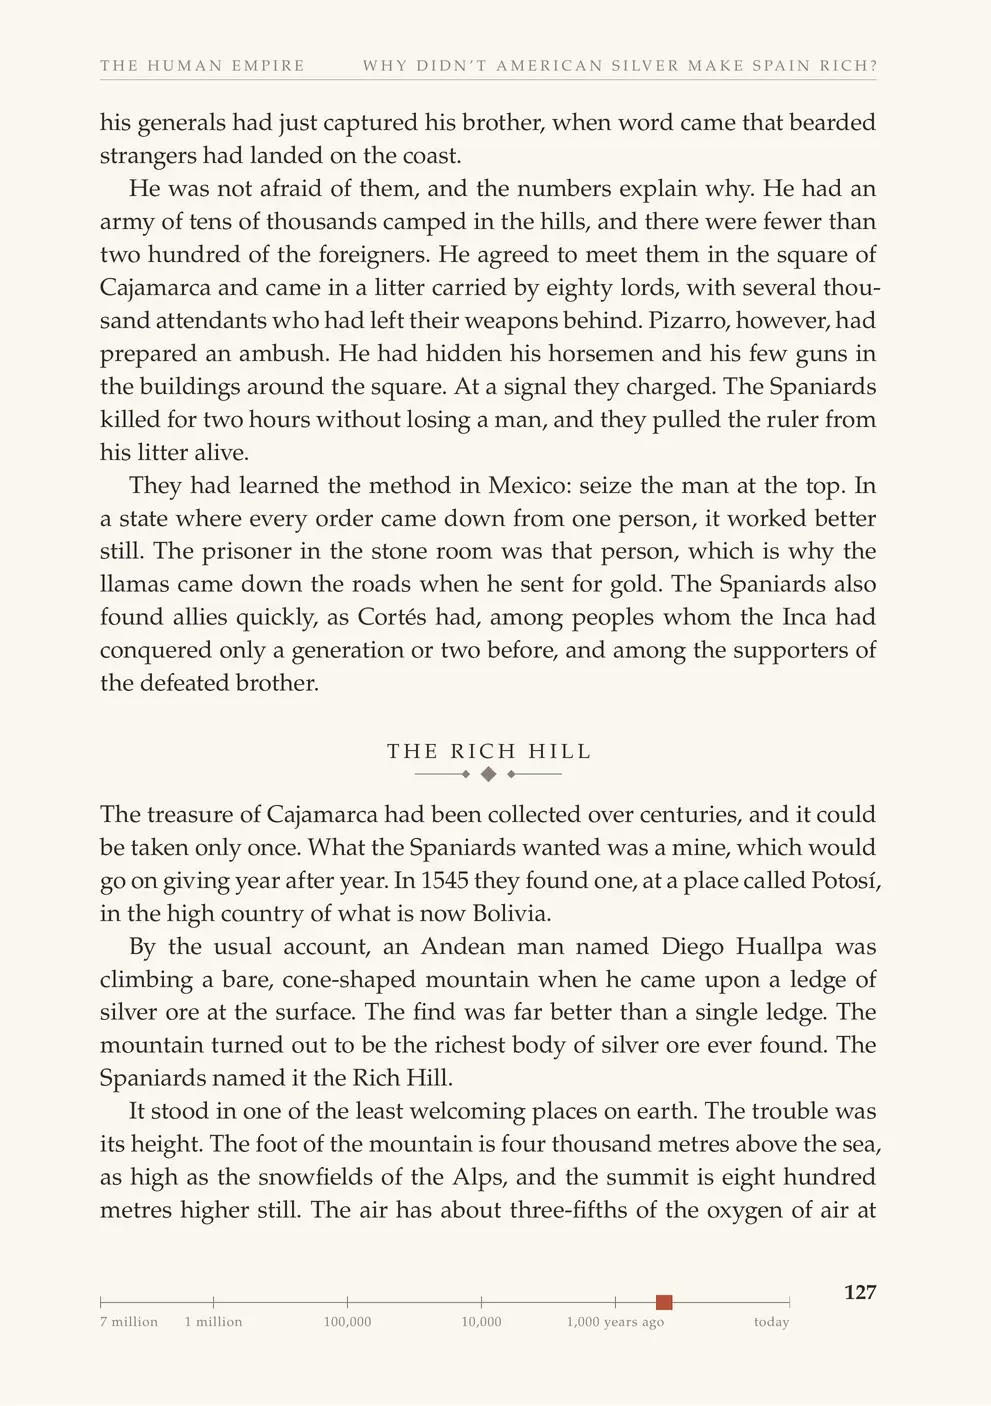 THE HUMAN EMPIRE WHY DIDN’T AMERICAN SILVER MAKE SPAIN RICH?
his generals had just captured his brother, when word came that bearded
strangers had landed on the coast.
He was not afraid of them, and the numbers explain why. He had an
army of tens of thousands camped in the hills, and there were fewer than
two hundred of the foreigners. He agreed to meet them in the square of
Cajamarca and came in a litter carried by eighty lords, with several thou-
sand attendants who had left their weapons behind. Pizarro, however, had
prepared an ambush. He had hidden his horsemen and his few guns in
the buildings around the square. At a signal they charged. The Spaniards
killed for two hours without losing a man, and they pulled the ruler from
his litter alive.
They had learned the method in Mexico: seize the man at the top. In
a state where every order came down from one person, it worked better
still. The prisoner in the stone room was that person, which is why the
llamas came down the roads when he sent for gold. The Spaniards also
found allies quickly, as Cortés had, among peoples whom the Inca had
conquered only a generation or two before, and among the supporters of
the defeated brother.
THE RICH HILL
The treasure of Cajamarca had been collected over centuries, and it could
be taken only once. What the Spaniards wanted was a mine, which would
go on giving year after year. In 1545 they found one, at a place called Potosí,
in the high country of what is now Bolivia.
By the usual account, an Andean man named Diego Huallpa was
climbing a bare, cone-shaped mountain when he came upon a ledge of
silver ore at the surface. The find was far better than a single ledge. The
mountain turned out to be the richest body of silver ore ever found. The
Spaniards named it the Rich Hill.
It stood in one of the least welcoming places on earth. The trouble was
its height. The foot of the mountain is four thousand metres above the sea,
as high as the snowfields of the Alps, and the summit is eight hundred
metres higher still. The air has about three-fifths of the oxygen of air at
127
7 million 1 million 100,000 10,000 1,000 years ago today